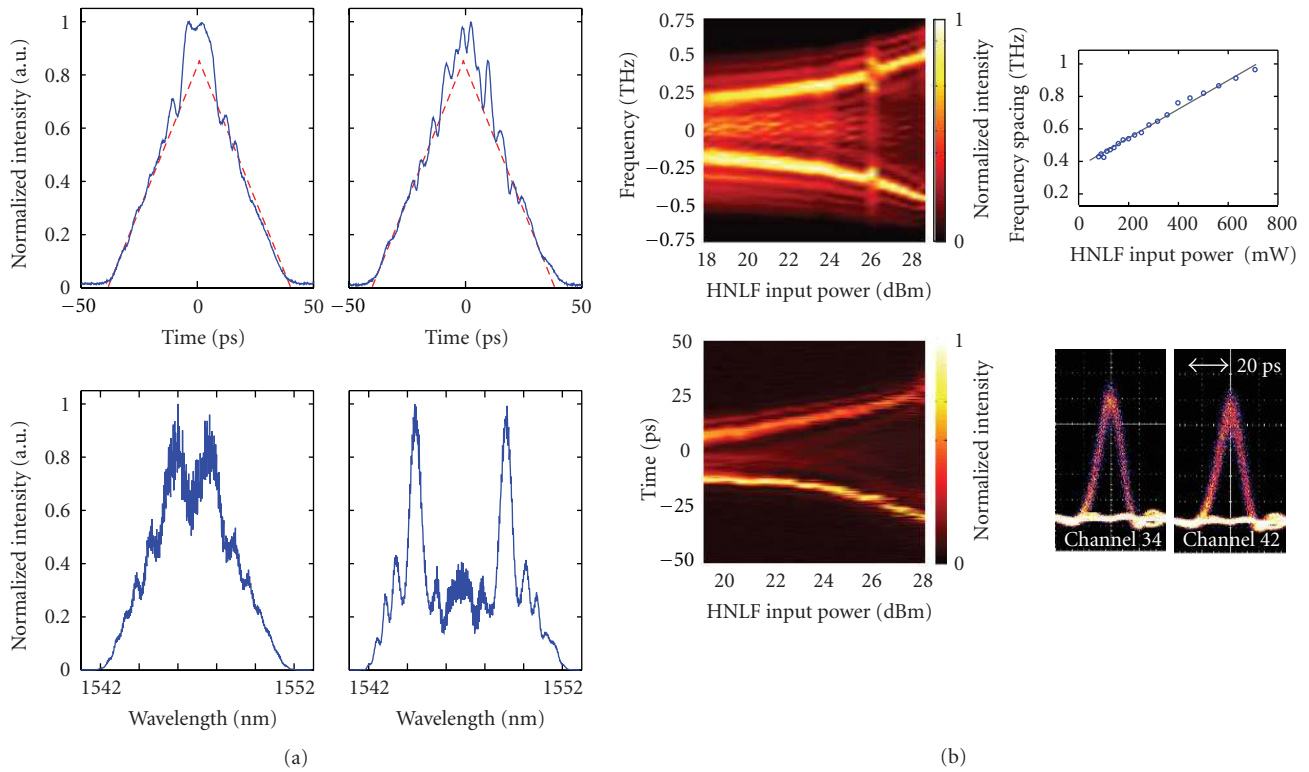 Normalized intensity (a.u.)
1
0.8
0.6
0.4
0.2
0
−50
0
50
Time (ps)
−50
0
50
Time (ps)
Normalized intensity (a.u.)
1
0.8
0.6
0.4
0.2
0
1542
1552
Wavelength (nm)
1542
1552
Wavelength (nm)
(a)
Frequency (THz)
0.75
0.5
0.25
0
−0.25
−0.5
−0.75
18 20 22 24 26 28
HNLF input power (dBm)
1
0
Normalized intensity
Frequency spacing (THz)
1
0.8
0.6
0.4
0.2
0 200 400 600 800
HNLF input power (mW)
Time (ps)
50
25
0
−25
−50
20 22 24 26 28
HNLF input power (dBm)
1
0
Normalized intensity
20 ps
Channel 34
Channel 42
(b)